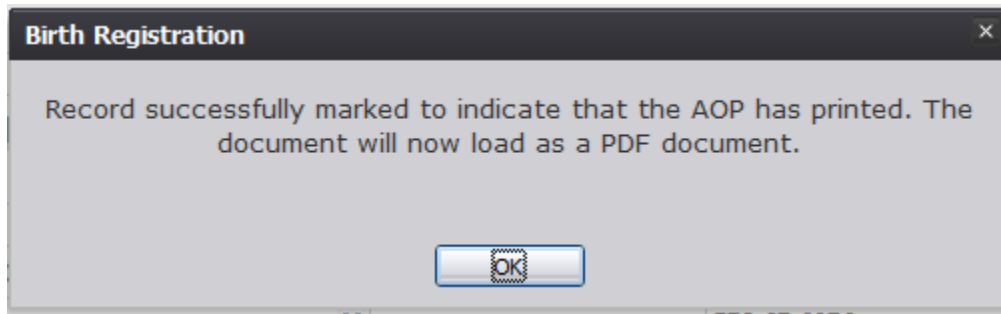 Birth Registration
Record successfully marked to indicate that the AOP has printed. The
document will now load as a PDF document.
OK